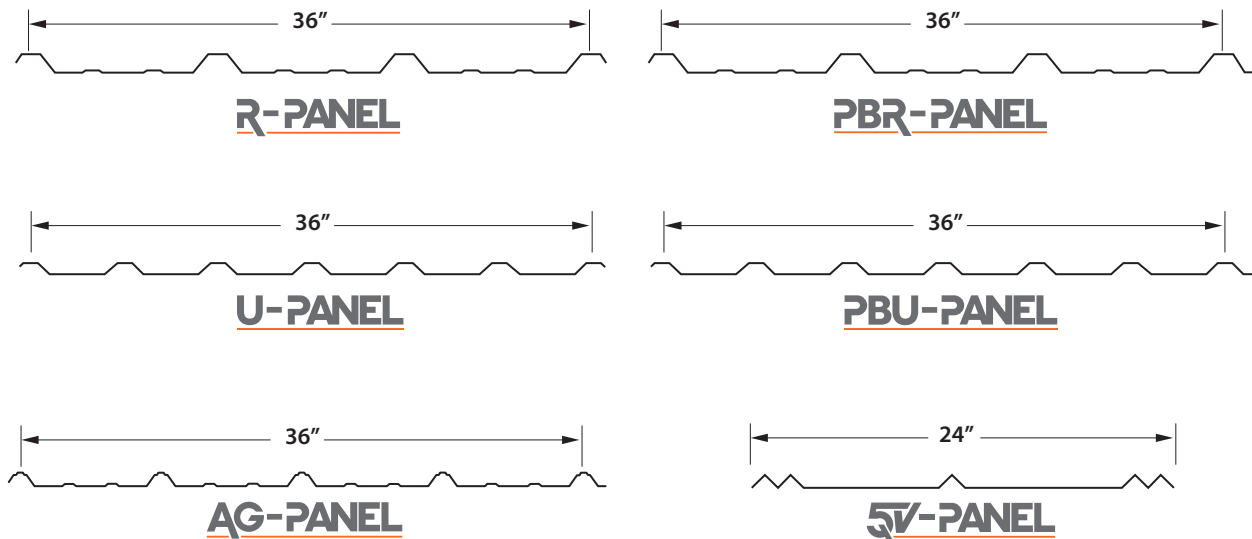 36”
36”
R-PANEL
PBR-PANEL
36”
36”
U-PANEL
PBU-PANEL
36”
24”
AG-PANEL
5V-PANEL